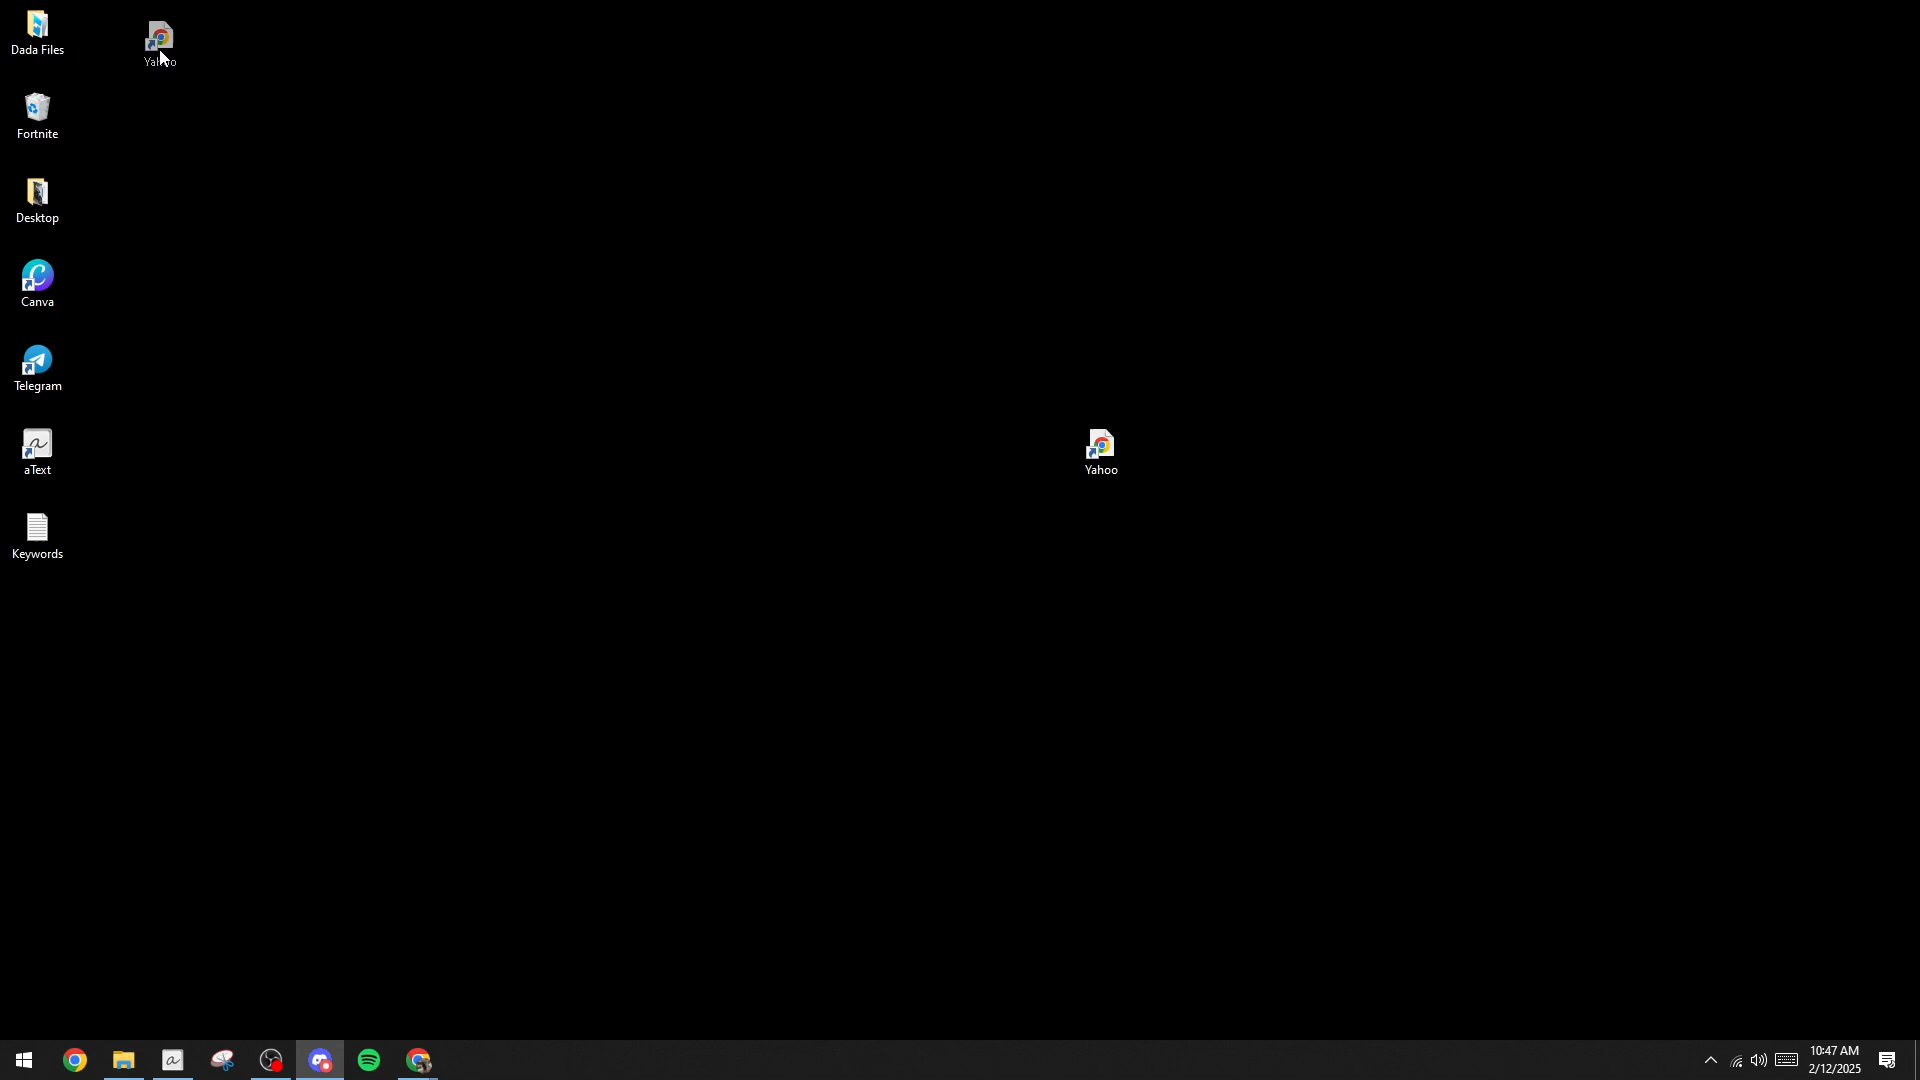 Dada Files
Yahoo
Fortnite
Desktop
Canva
Telegram
aText
Yahoo
Keywords
10:47 AM
2/12/2025